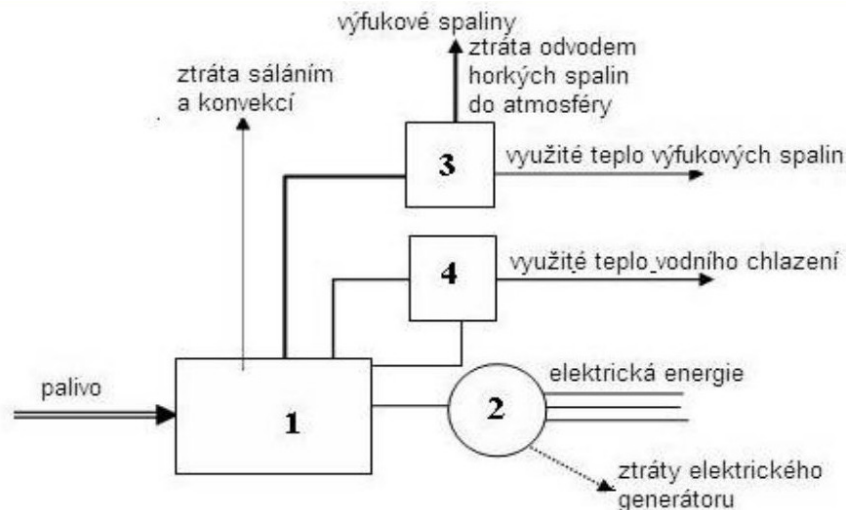 výfukové spaliny
ztráta odvodem
horkých spalin
do atmosféry
ztráta sáláním
a konvekcí
3
využité teplo výfukových spalin
4
využité teplo vodního chlazení
palivo
1
2
elektrická energie
ztráty elektrického
generátoru